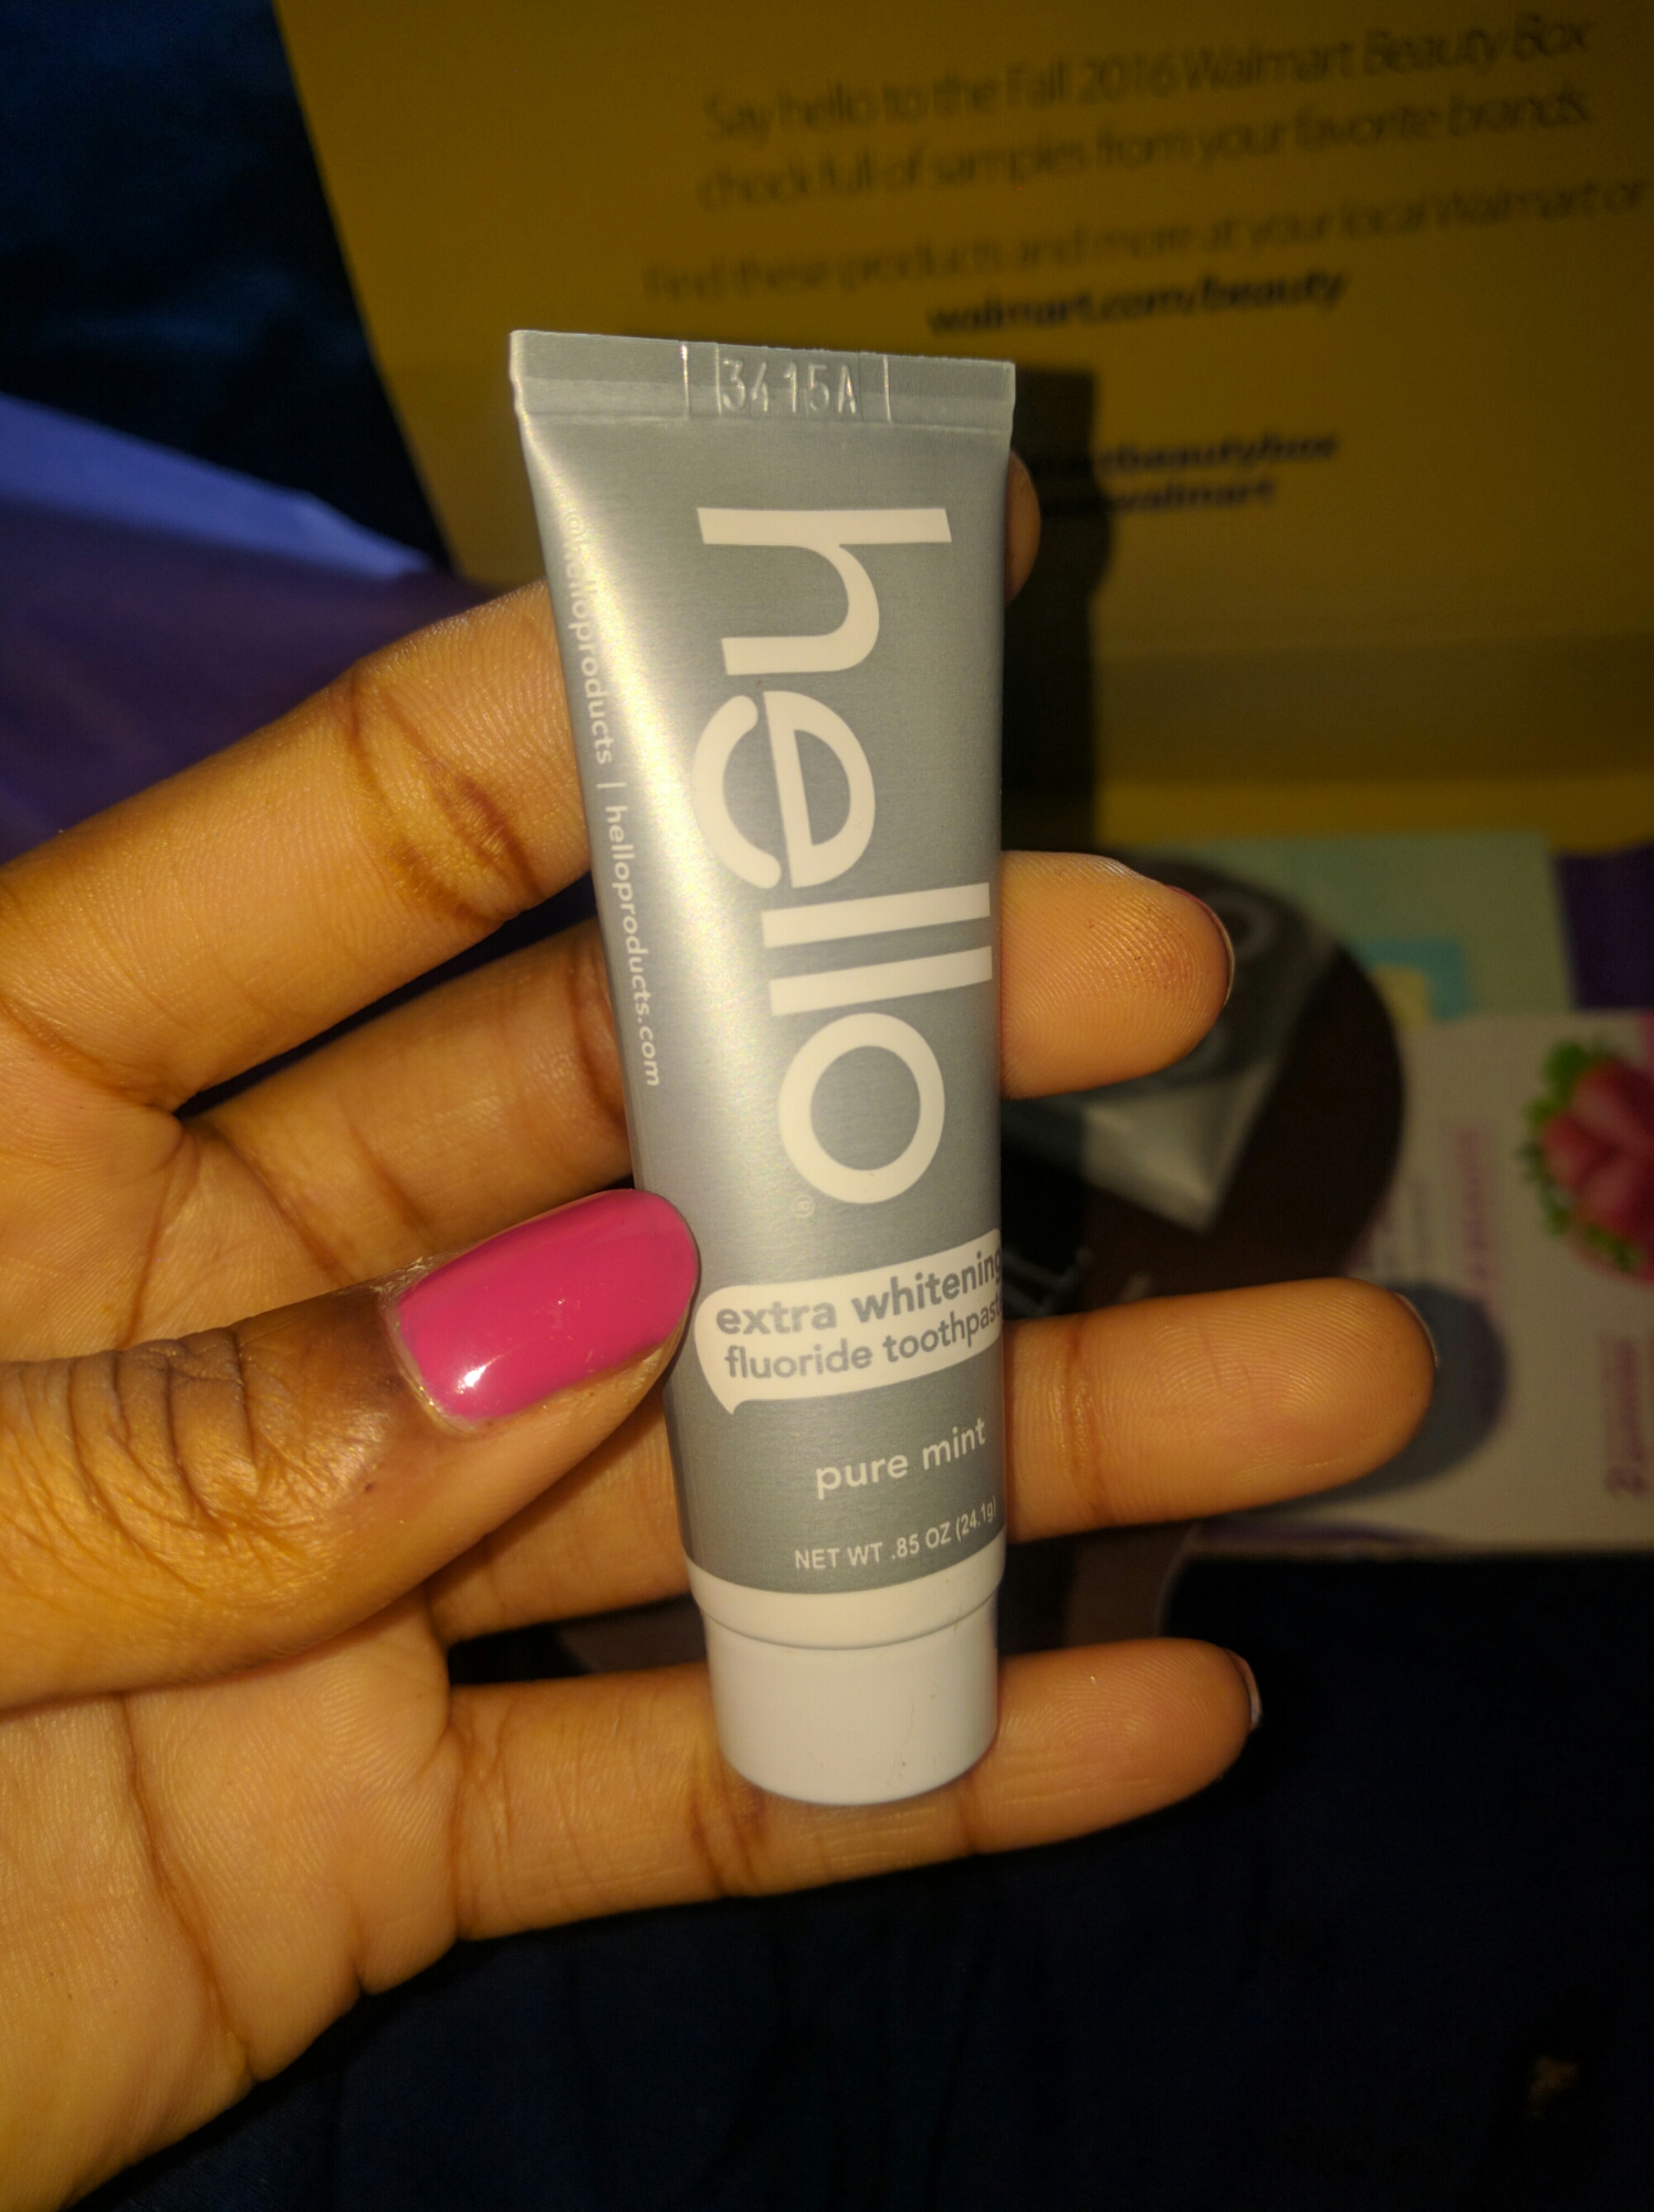 Say hello to the Fall 2016 Walmart Beauty Box
chock full of samples from your favorite brands.
Find these products and more at your local Walmart or
walmart.com/beauty
beautybox
walmart
3415A
hello®
@helloproducts | helloproducts.com
extra whitening
fluoride toothpaste
pure mint
NET WT .85 OZ (24.1g)